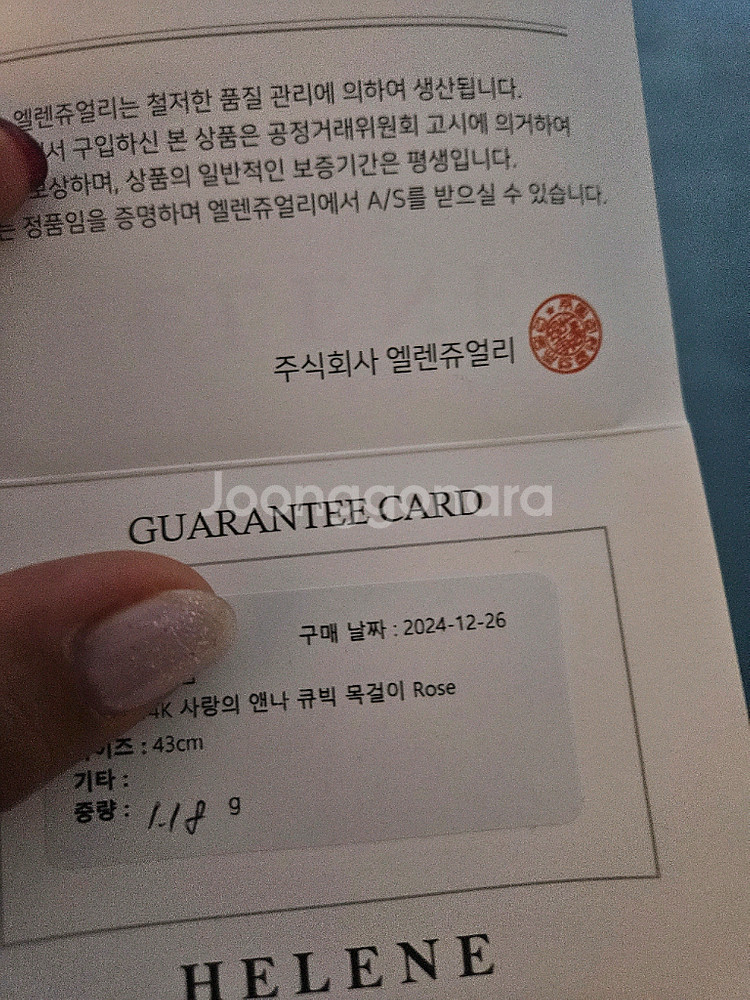 엘렌쥬얼리는 철저한 품질 관리에 의하여 생산됩니다.
서 구입하신 본 상품은 공정거래위원회 고시에 의거하여
보상하며, 상품의 일반적인 보증기간은 평생입니다.
는 정품임을 증명하며 엘렌쥬얼리에서 A/S를 받으실 수 있습니다.
주식회사 엘렌쥬얼리
Joonggonara
GUARANTEE CARD
구매 날짜 : 2024-12-26
4K 사랑의 앤나 큐빅 목걸이 Rose
이즈 : 43cm
기타 :
중량 : 1.18 g
HELENE